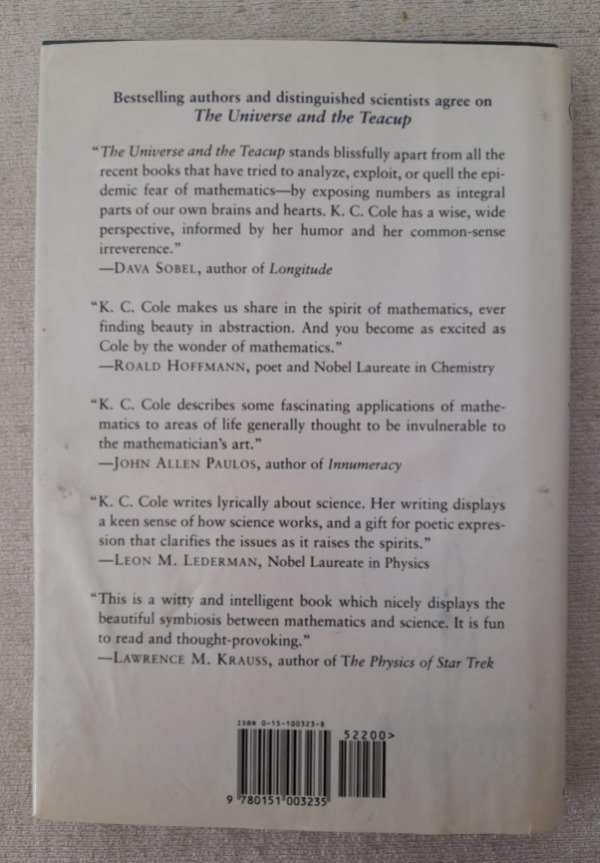 Bestselling authors and distinguished scientists agree on
The Universe and the Teacup
“The Universe and the Teacup stands blissfully apart from all the
recent books that have tried to analyze, exploit, or quell the epi-
demic fear of mathematics—by exposing numbers as integral
parts of our own brains and hearts. K. C. Cole has a wise, wide
perspective, informed by her humor and her common-sense
irreverence.”
—DAVA SOBEL, author of Longitude
“K. C. Cole makes us share in the spirit of mathematics, ever
finding beauty in abstraction. And you become as excited as
Cole by the wonder of mathematics.”
—ROALD HOFFMANN, poet and Nobel Laureate in Chemistry
“K. C. Cole describes some fascinating applications of mathe-
matics to areas of life generally thought to be invulnerable to
the mathematician’s art.”
—JOHN ALLEN PAULOS, author of Innumeracy
“K. C. Cole writes lyrically about science. Her writing displays
a keen sense of how science works, and a gift for poetic expres-
sion that clarifies the issues as it raises the spirits.”
—LEON M. LEDERMAN, Nobel Laureate in Physics
“This is a witty and intelligent book which nicely displays the
beautiful symbiosis between mathematics and science. It is fun
to read and thought-provoking.”
—LAWRENCE M. KRAUSS, author of The Physics of Star Trek
ISBN 0-15-100323-8
52200>
9 780151 003235